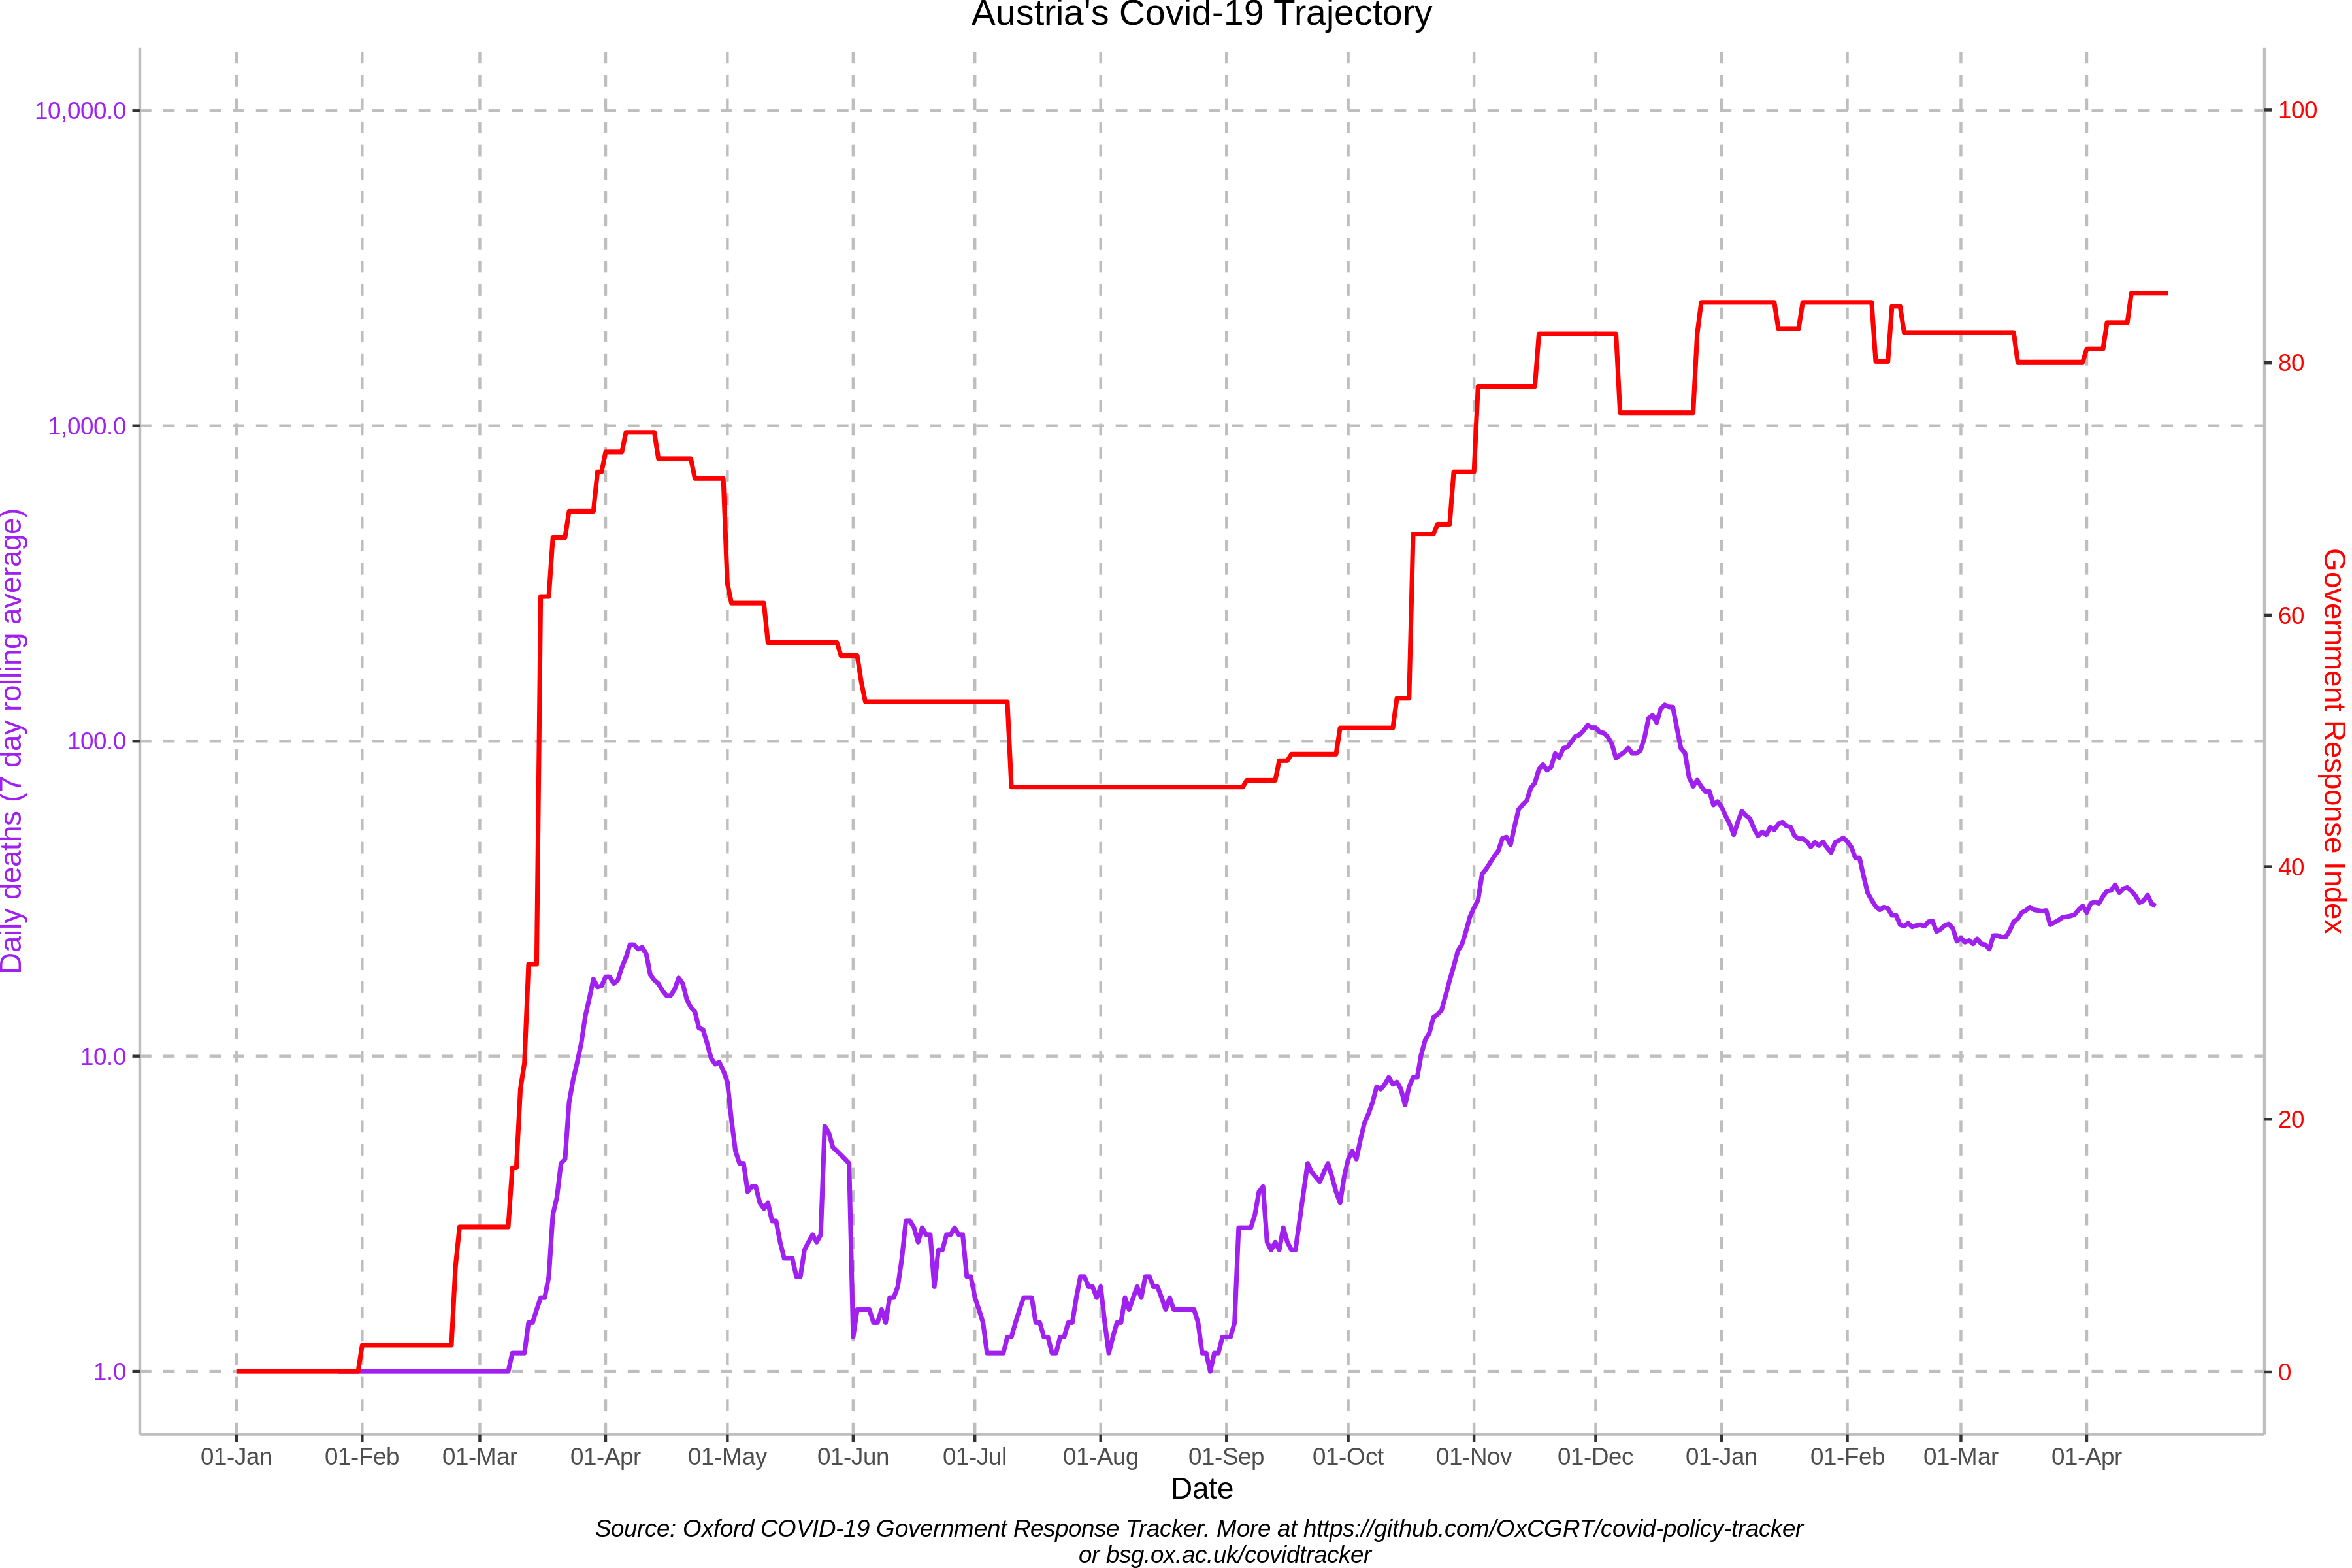 Austria's Covid-19 Trajectory
10,000.0
1,000.0
100.0
10.0
1.0
Daily deaths (7 day rolling average)
100
80
60
40
20
0
Government Response Index
01-Jan 01-Feb 01-Mar 01-Apr 01-May 01-Jun 01-Jul 01-Aug 01-Sep 01-Oct 01-Nov 01-Dec 01-Jan 01-Feb 01-Mar 01-Apr
Date
Source: Oxford COVID-19 Government Response Tracker. More at https://github.com/OxCGRT/covid-policy-tracker
or bsg.ox.ac.uk/covidtracker